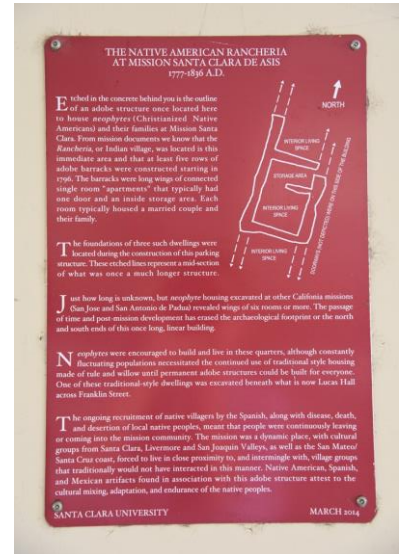 THE NATIVE AMERICAN RANCHERIA
AT MISSION SANTA CLARA DE ASIS
1777-1836 A.D.
Etched in the concrete behind you is the outline
of an adobe structure once located here
to house neophytes (Christianized Native
Americans) and their families at Mission Santa
Clara. From mission documents we know that the
Rancheria, or Indian village, was located is this
immediate area and that at least five rows of
adobe barracks were constructed starting in
1796. The barracks were long wings of connected
single room "apartments" that typically had
one door and an inside storage area. Each
room typically housed a married couple and
their family.
NORTH
INTERIOR LIVING
SPACE
STORAGE AREA
INTERIOR LIVING
SPACE
INTERIOR LIVING
SPACE
DOORWAYS (NOT DEPICTED) WERE ON THIS SIDE OF THE BUILDING
The foundations of three such dwellings were
located during the construction of this parking
structure. These etched lines represent a mid-section
of what was once a much longer structure.
Just how long is unknown, but neophyte housing excavated at other Califonia missions
(San Jose and San Antonio de Padua) revealed wings of six rooms or more. The passage
of time and post-mission development has erased the archaeological footprint or the north
and south ends of this once long, linear building.
Neophytes were encouraged to build and live in these quarters, although constantly
fluctuating populations necessitated the continued use of traditional style housing
made of tule and willow until permanent adobe structures could be built for everyone.
One of these traditional-style dwellings was excavated beneath what is now Lucas Hall
across Franklin Street.
The ongoing recruitment of native villagers by the Spanish, along with disease, death,
and desertion of local native peoples, meant that people were continuously leaving
or coming into the mission community. The mission was a dynamic place, with cultural
groups from Santa Clara, Livermore and San Joaquin Valleys, as well as the San Mateo/
Santa Cruz coast, forced to live in close proximity to, and intermingle with, village groups
that traditionally would not have interacted in this manner. Native American, Spanish,
and Mexican artifacts found in association with this adobe structure attest to the
cultural mixing, adaptation, and endurance of the native peoples.
SANTA CLARA UNIVERSITY
MARCH 2014